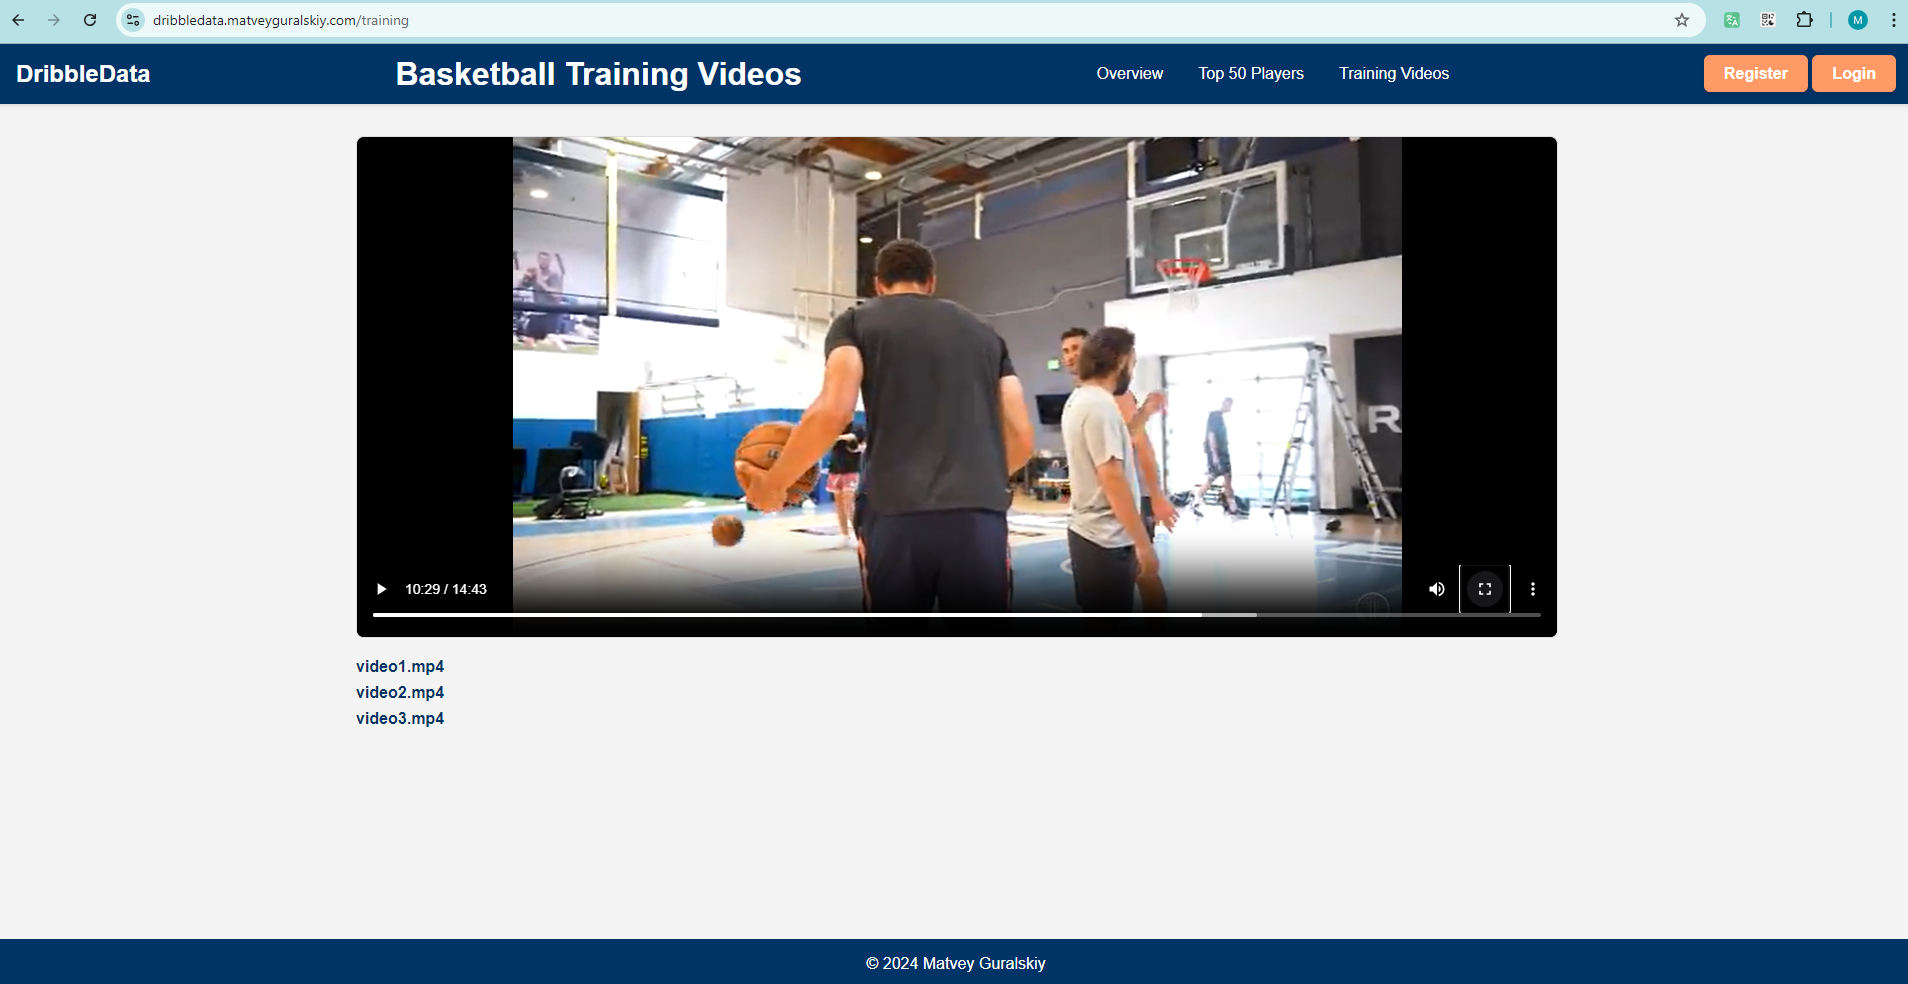 dribbledata.matveyguralskiy.com/training
M
DribbleData
Basketball Training Videos
Overview
Top 50 Players
Training Videos
Register
Login
R
10:29 / 14:43
video1.mp4
video2.mp4
video3.mp4
© 2024 Matvey Guralskiy